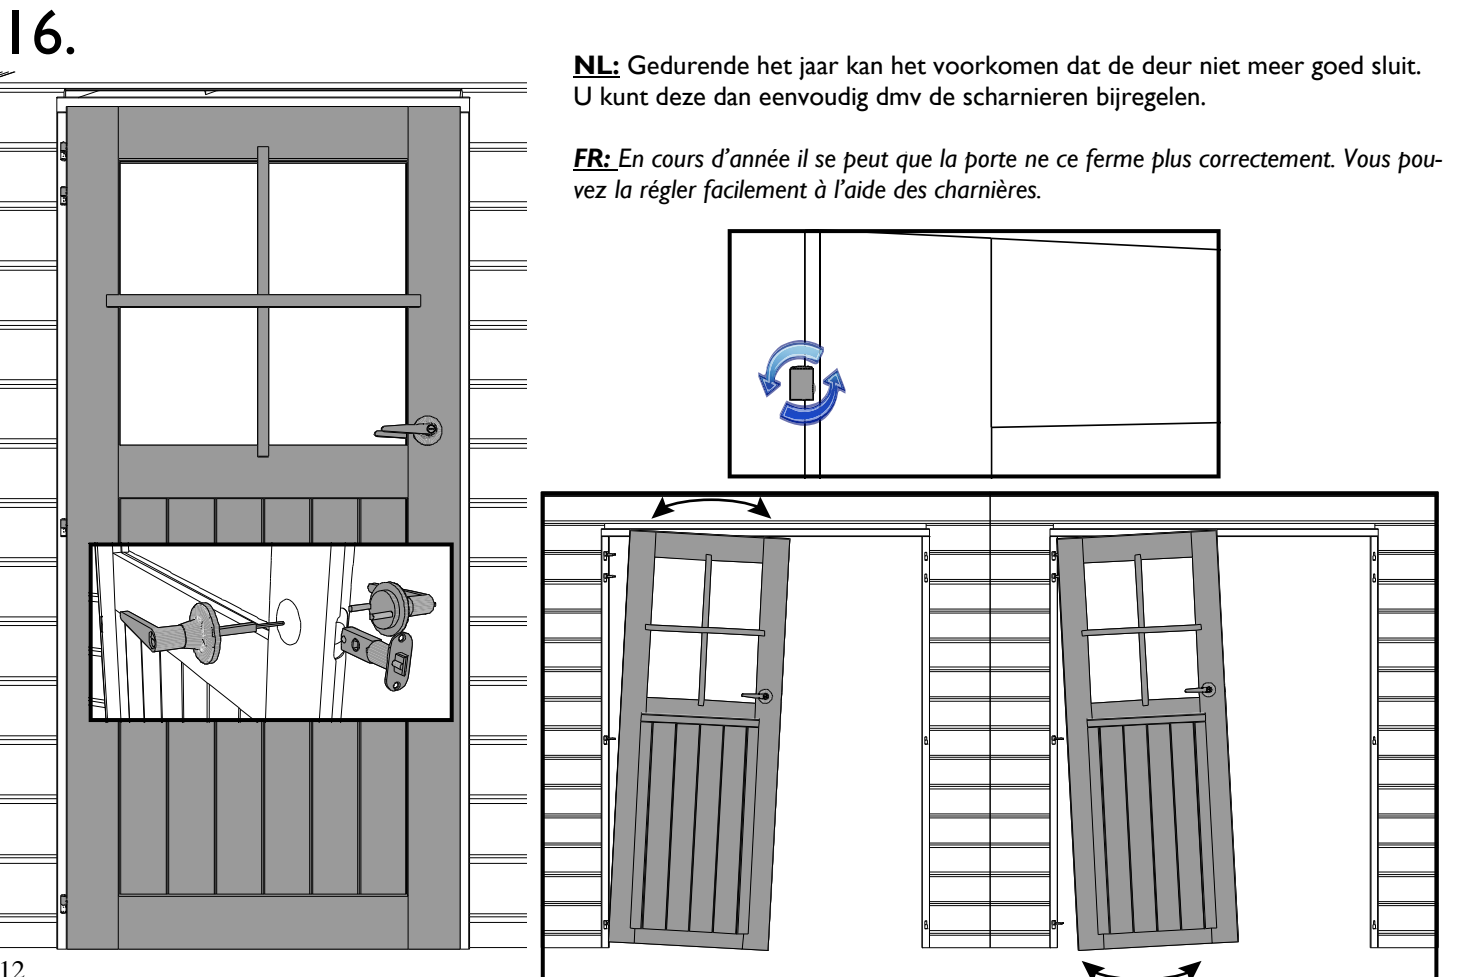 16.
NL: Gedurende het jaar kan het voorkomen dat de deur niet meer goed sluit.
U kunt deze dan eenvoudig dmv de scharnieren bijregelen.
FR: En cours d’année il se peut que la porte ne ce ferme plus correctement. Vous pou-
vez la régler facilement à l’aide des charnières.
12